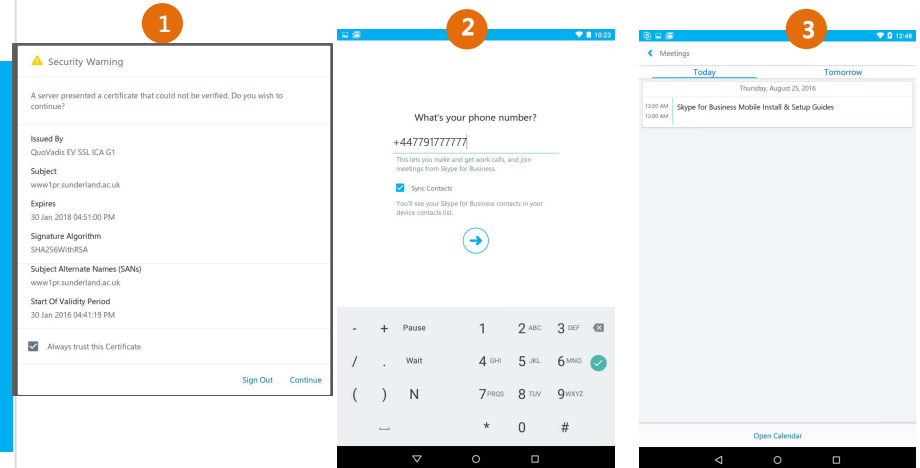 1
Security Warning
A server presented a certificate that could not be verified. Do you wish to
continue?
Issued By
QuoVadis EV SSL ICA G1
Subject
www1pr.sunderland.ac.uk
Expires
30 Jan 2018 04:51:00 PM
Signature Algorithm
SHA256WithRSA
Subject Alternate Names (SANs)
www1pr.sunderland.ac.uk
Start Of Validity Period
30 Jan 2016 04:41:19 PM
Always trust this Certificate
Sign Out Continue
2
10:23
What's your phone number?
+447791777777
This lets you make and get work calls, and join
meetings from Skype for Business.
Sync Contacts
You'll see your Skype for Business contacts in your
device contacts list.
- + Pause 1 2 ABC 3 DEF
/ . Wait 4 GHI 5 JKL 6 MNO
( ) N 7 PRQS 8 TUV 9 WXYZ
* 0 #
3
12:48
Meetings
Today Tomorrow
Thursday, August 25, 2016
12:00 AM Skype for Business Mobile Install & Setup Guides
12:00 AM
Open Calendar